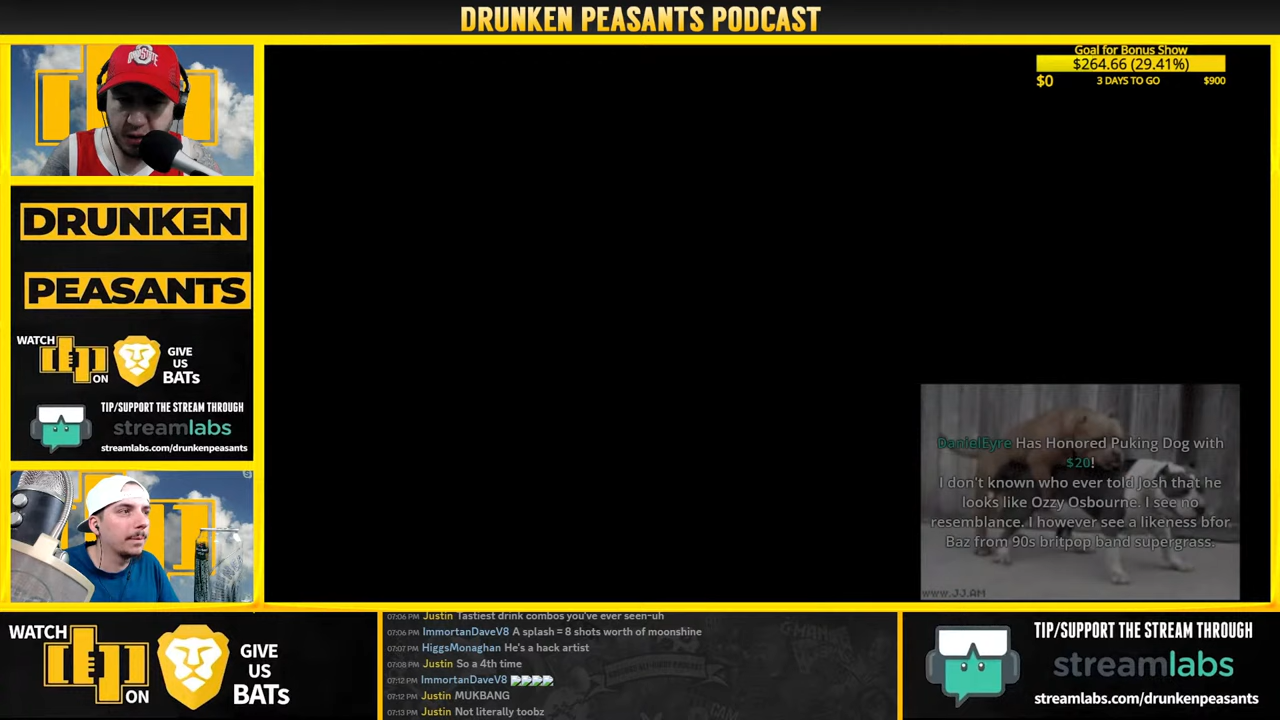 DRUNKEN PEASANTS PODCAST
Goal for Bonus Show
$264.66 (29.41%)
$0 3 DAYS TO GO $900
DRUNKEN
PEASANTS
WATCH
ON
GIVE
US
BATs
TIP/SUPPORT THE STREAM THROUGH
streamlabs
streamlabs.com/drunkenpeasants
DanielEyre Has Honored Puking Dog with
$20!
I don't known who ever told Josh that he
looks like Ozzy Osbourne. I see no
resemblance. I however see a likeness bfor
Baz from 90s britpop band supergrass.
www.JJ.AM
WATCH
ON
GIVE
US
BATs
07:06 PM Justin Tastiest drink combos you've ever seen-uh
07:06 PM ImmortanDaveV8 A splash = 8 shots worth of moonshine
07:07 PM HiggsMonaghan He's a hack artist
07:08 PM Justin So a 4th time
07:12 PM ImmortanDaveV8
07:12 PM Justin MUKBANG
07:13 PM Justin Not literally toobz
TIP/SUPPORT THE STREAM THROUGH
streamlabs
streamlabs.com/drunkenpeasants